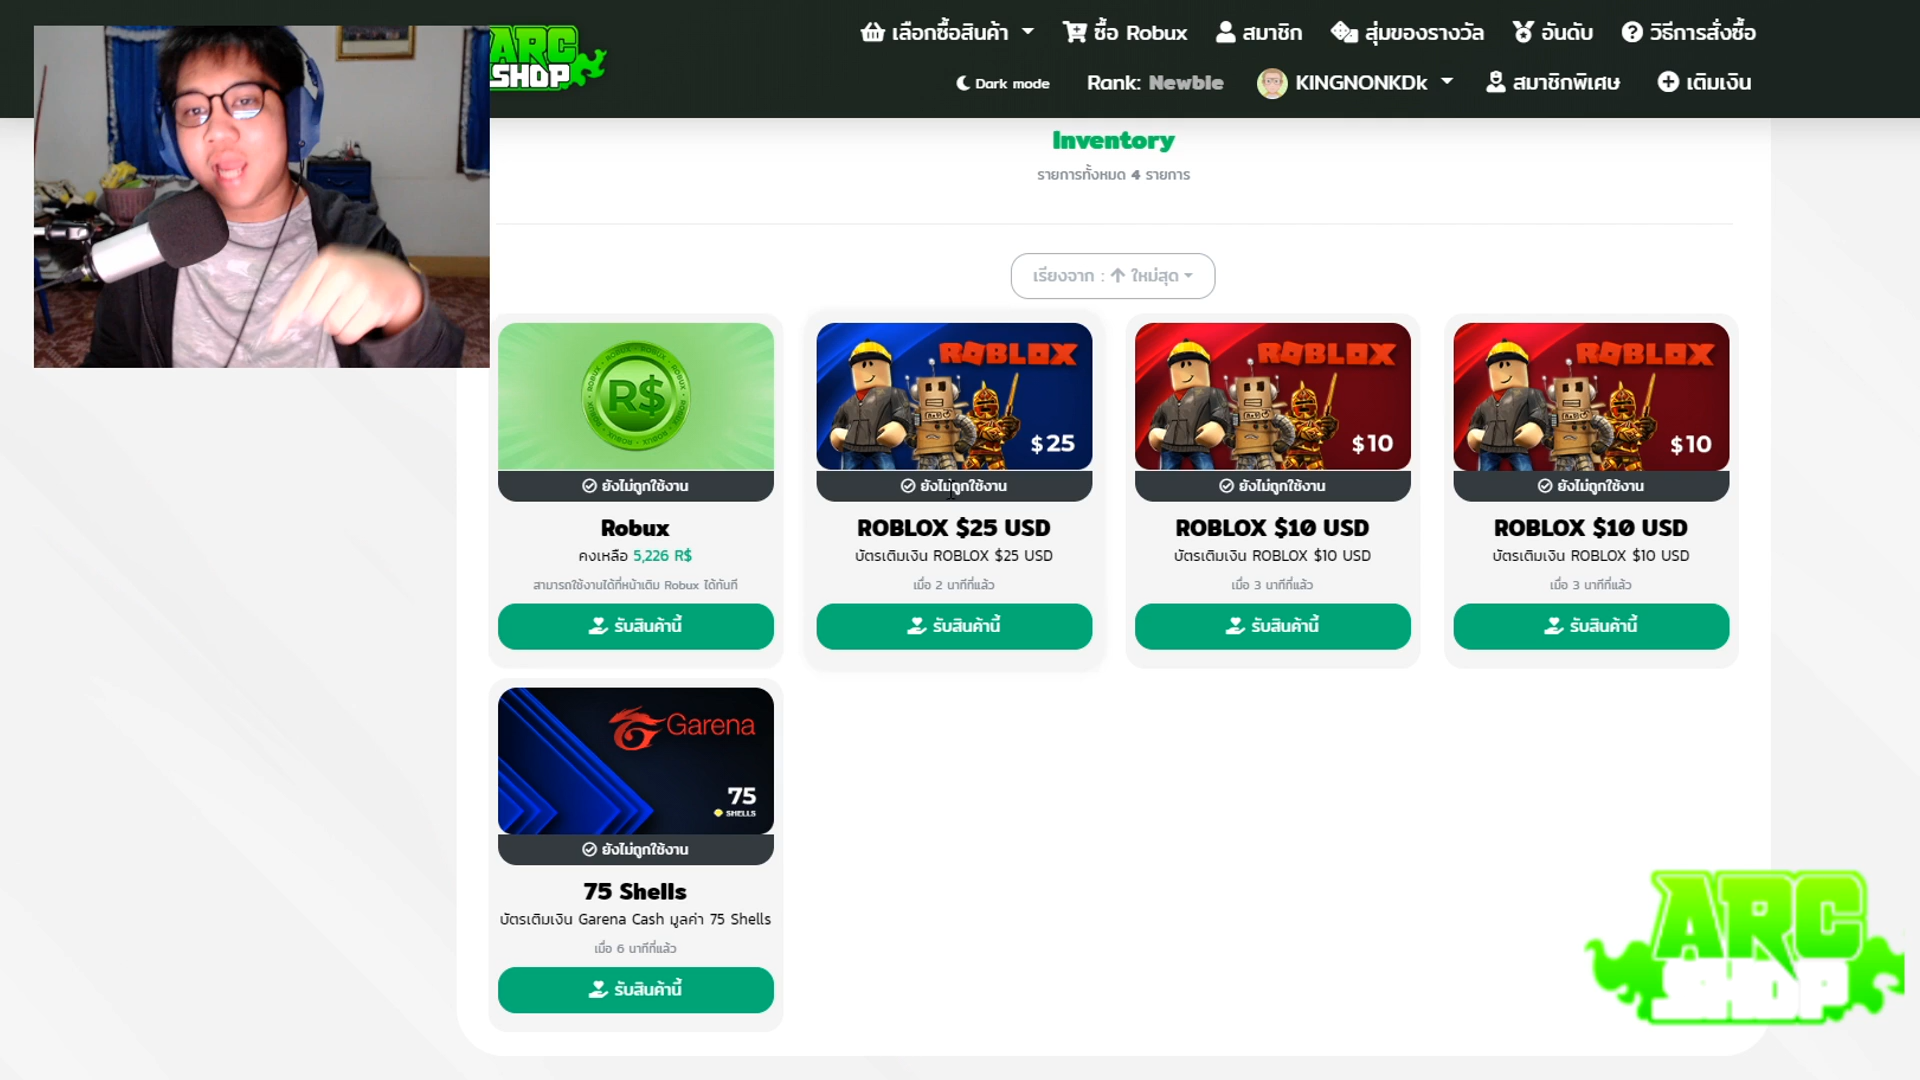 ARC
SHOP
เลือกซื้อสินค้า
ซื้อ Robux
สมาชิก
สุ่มของรางวัล
อันดับ
วิธีการสั่งซื้อ
Dark mode
Rank: Newbie
KINGNONKDk
สมาชิกพิเศษ
เติมเงิน
Inventory
รายการทั้งหมด 4 รายการ
เรียงจาก : ใหม่สุด
R$
ยังไม่ถูกใช้งาน
Robux
คงเหลือ 5,226 R$
สามารถใช้งานได้ที่หน้าเติม Robux ได้ทันที
รับสินค้านี้
ROBLOX
$25
ยังไม่ถูกใช้งาน
ROBLOX $25 USD
บัตรเติมเงิน ROBLOX $25 USD
เมื่อ 2 นาทีที่แล้ว
รับสินค้านี้
ROBLOX
$10
ยังไม่ถูกใช้งาน
ROBLOX $10 USD
บัตรเติมเงิน ROBLOX $10 USD
เมื่อ 3 นาทีที่แล้ว
รับสินค้านี้
ROBLOX
$10
ยังไม่ถูกใช้งาน
ROBLOX $10 USD
บัตรเติมเงิน ROBLOX $10 USD
เมื่อ 3 นาทีที่แล้ว
รับสินค้านี้
Garena
75
SHELLS
ยังไม่ถูกใช้งาน
75 Shells
บัตรเติมเงิน Garena Cash มูลค่า 75 Shells
เมื่อ 6 นาทีที่แล้ว
รับสินค้านี้
ARC
SHOP